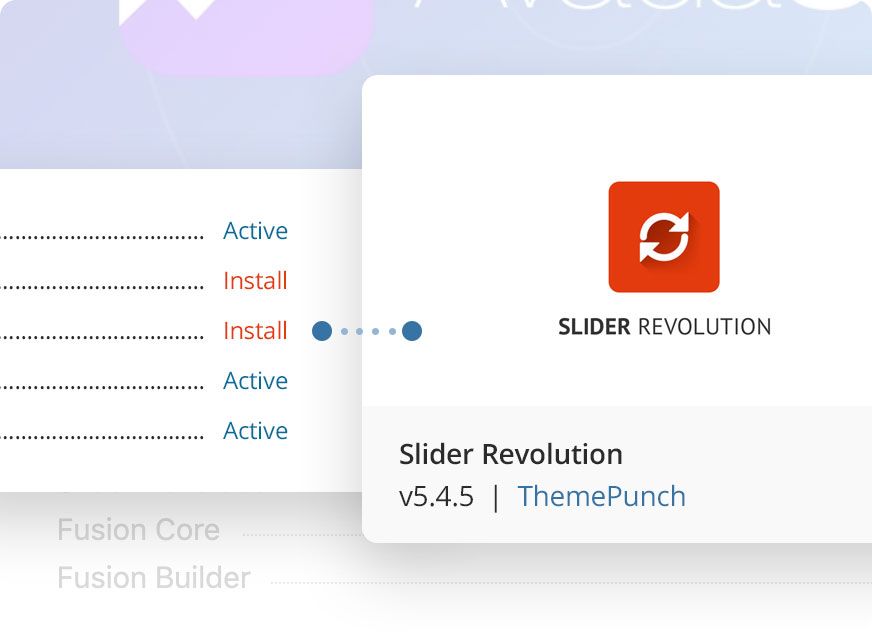 Active
Install
Install
Active
Active
SLIDER REVOLUTION
Slider Revolution
v5.4.5 | ThemePunch
Fusion Core
Fusion Builder